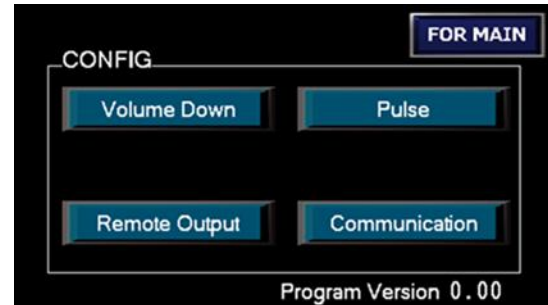 FOR MAIN
CONFIG
Volume Down
Pulse
Remote Output
Communication
Program Version 0.00